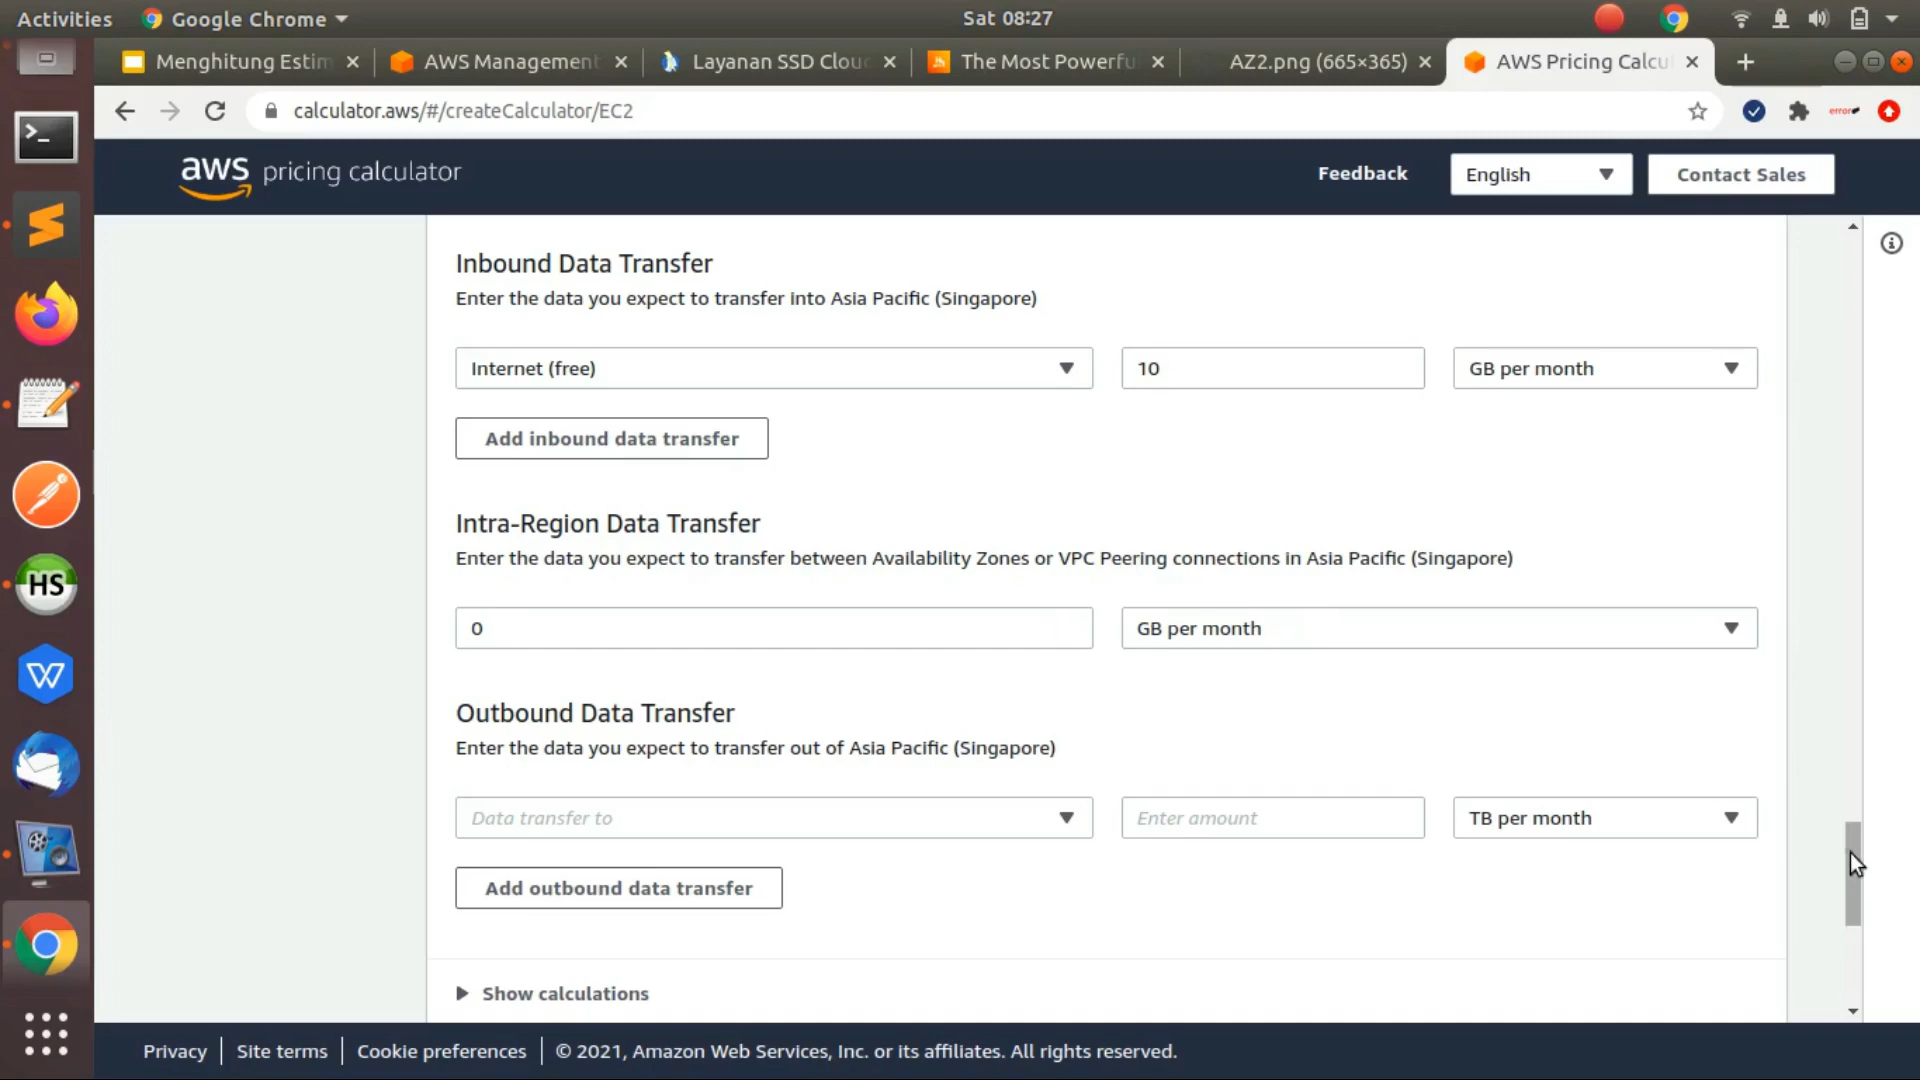 Activities
Google Chrome
Sat 08:27
Menghitung Estim
AWS Management
Layanan SSD Clou
The Most Powerfu
AZ2.png (665×365)
AWS Pricing Calcu
calculator.aws/#/createCalculator/EC2
error
aws pricing calculator
Feedback
English
Contact Sales
Inbound Data Transfer
Enter the data you expect to transfer into Asia Pacific (Singapore)
Internet (free)
10
GB per month
Add inbound data transfer
Intra-Region Data Transfer
Enter the data you expect to transfer between Availability Zones or VPC Peering connections in Asia Pacific (Singapore)
0
GB per month
Outbound Data Transfer
Enter the data you expect to transfer out of Asia Pacific (Singapore)
Data transfer to
Enter amount
TB per month
Add outbound data transfer
Show calculations
HS
W
Privacy
Site terms
Cookie preferences
© 2021, Amazon Web Services, Inc. or its affiliates. All rights reserved.